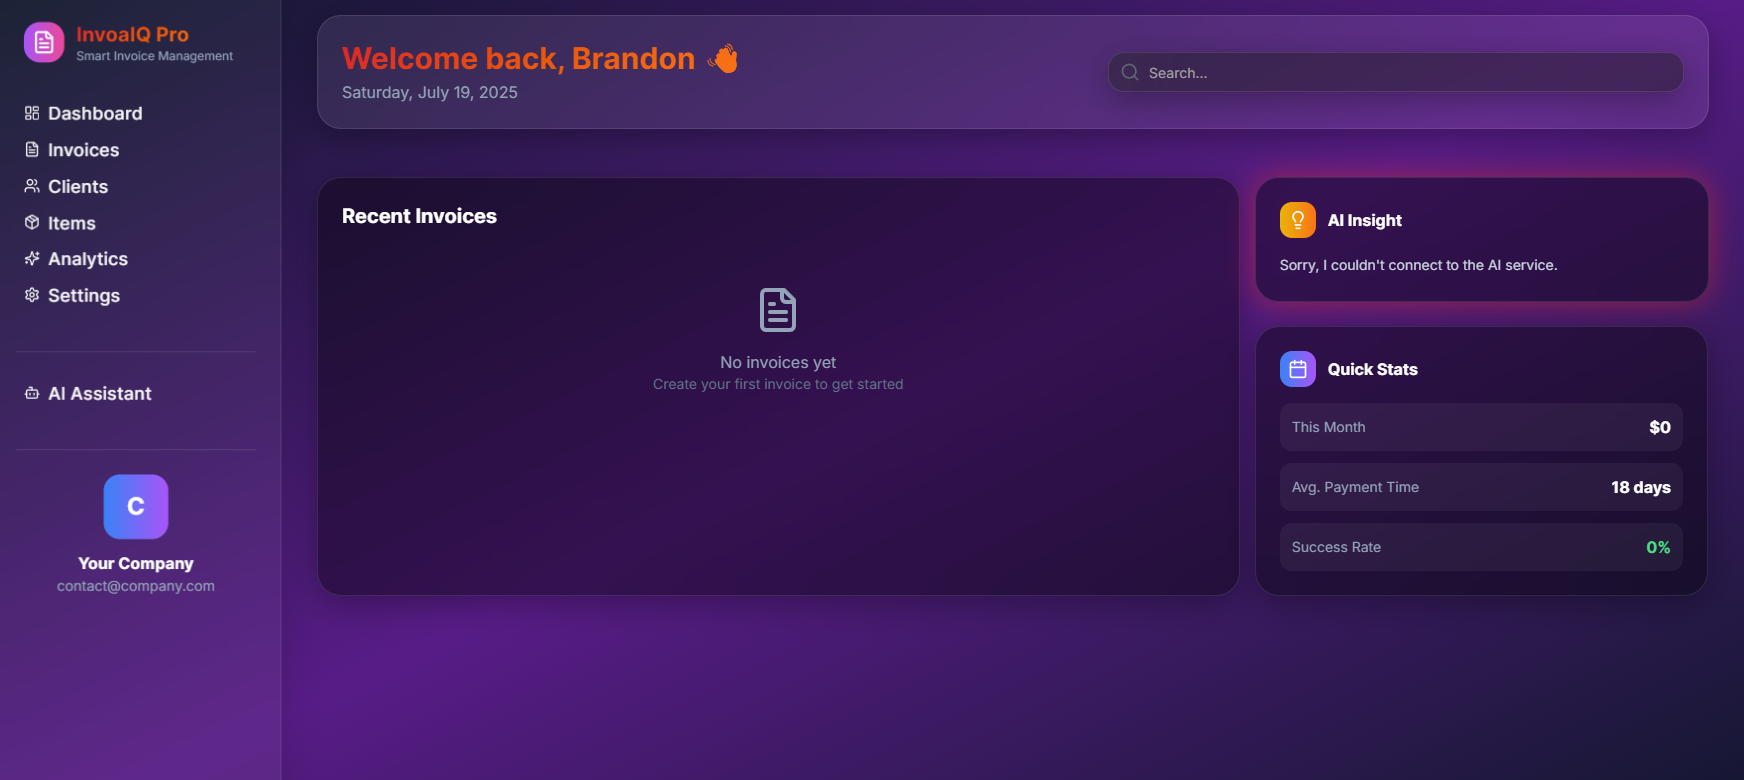 InvoaIQ Pro
Smart Invoice Management
Dashboard
Invoices
Clients
Items
Analytics
Settings
AI Assistant
C
Your Company
contact@company.com
Welcome back, Brandon 👋
Saturday, July 19, 2025
Search...
Recent Invoices
No invoices yet
Create your first invoice to get started
AI Insight
Sorry, I couldn't connect to the AI service.
Quick Stats
This Month $0
Avg. Payment Time 18 days
Success Rate 0%